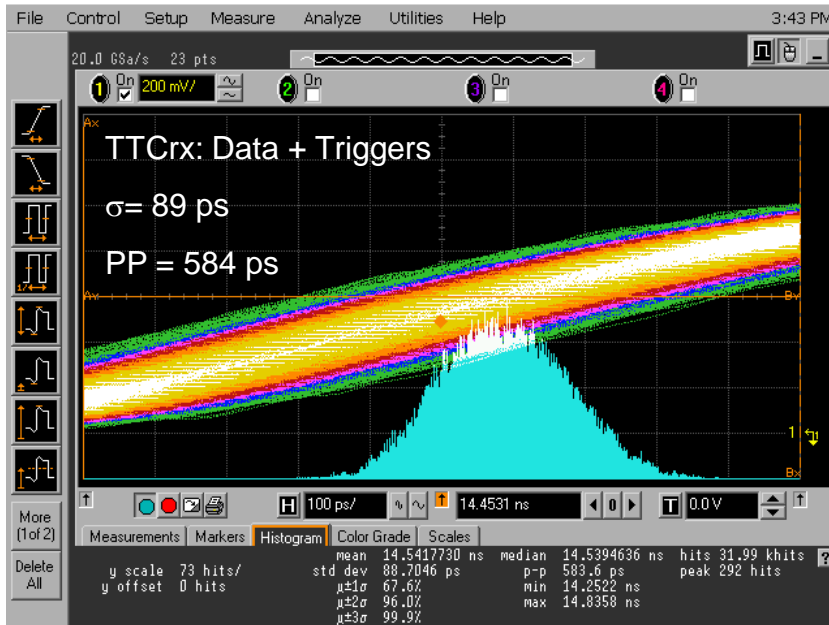 File Control Setup Measure Analyze Utilities Help 3:43 PM
20.0 GSa/s 23 pts
1 On 200 mV/ 2 On 3 On 4 On
Ax
TTCrx: Data + Triggers
σ= 89 ps
PP = 584 ps
Ay By
1
Bx
17
More
(1of 2)
Delete
All
H 100 ps/ 14.4531 ns 0 T 0.0 V
Measurements Markers Histogram Color Grade Scales
mean 14.5417730 ns median 14.5394636 ns hits 31.99 khits ?
y scale 73 hits/ std dev 88.7046 ps p-p 583.6 ps peak 292 hits
y offset 0 hits µ±1σ 67.6% min 14.2522 ns
µ±2σ 96.0% max 14.8358 ns
µ±3σ 99.9%